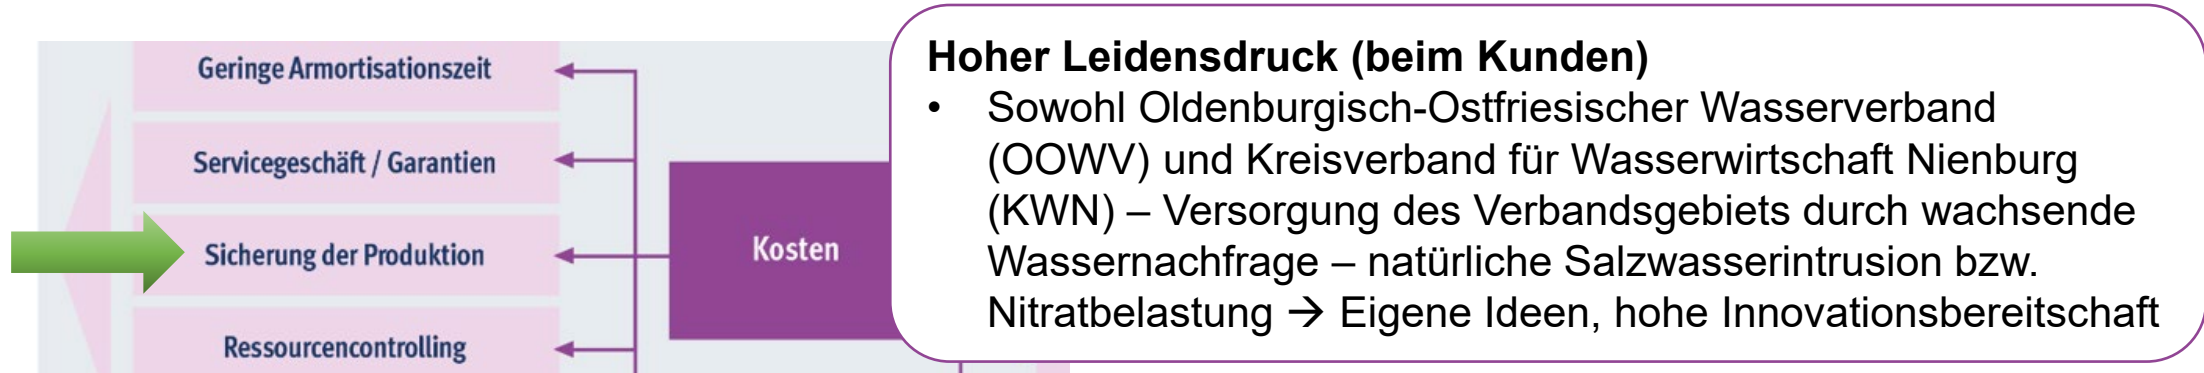 Geringe Armortisationszeit
Servicegeschäft / Garantien
Sicherung der Produktion
Ressourcencontrolling
Kosten
Hoher Leidensdruck (beim Kunden)
• Sowohl Oldenburgisch-Ostfriesischer Wasserverband
(OOWV) und Kreisverband für Wasserwirtschaft Nienburg
(KWN) – Versorgung des Verbandsgebiets durch wachsende
Wassernachfrage – natürliche Salzwasserintrusion bzw.
Nitratbelastung → Eigene Ideen, hohe Innovationsbereitschaft